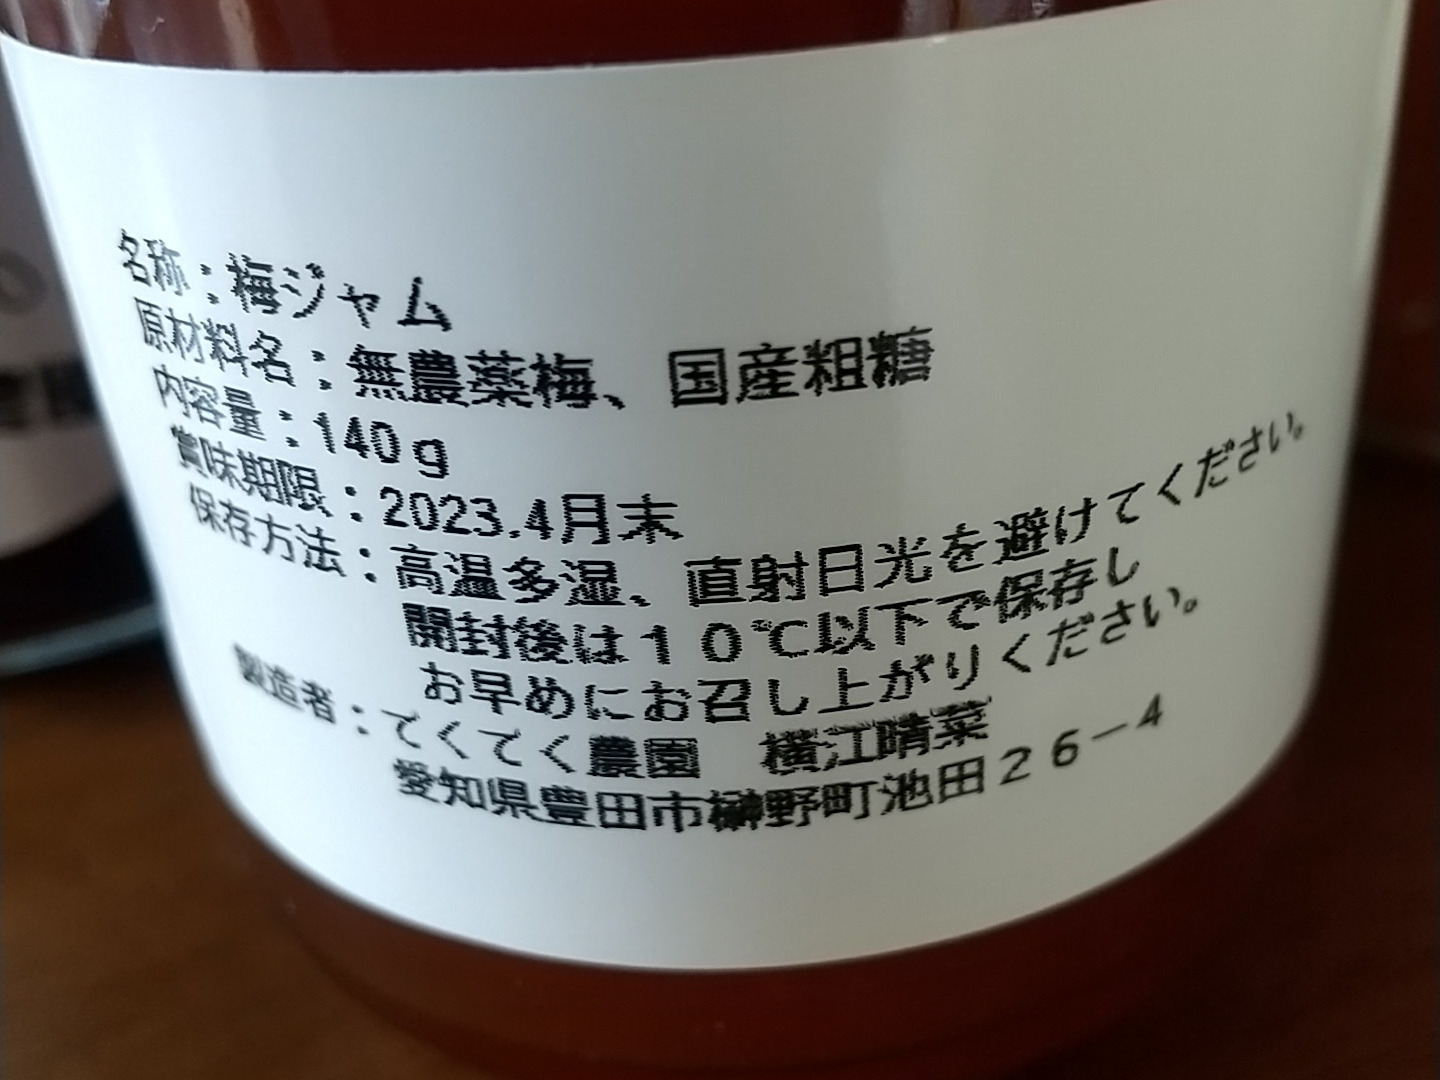 名称：梅ジャム
原材料名：無農薬梅、国産粗糖
内容量：140g
賞味期限：2023.4月末
保存方法：高温多湿、直射日光を避けてください。
開封後は１０℃以下で保存し
お早めにお召し上がりください。
製造者：てくてく農園　横江晴菜
愛知県豊田市榊野町池田２６－４